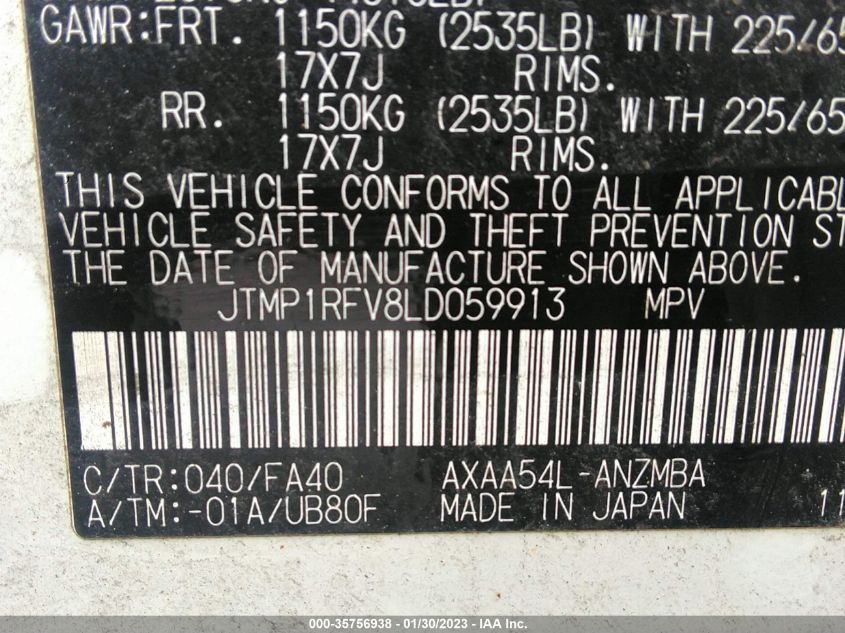 GAWR:FRT. 1150KG (2535LB) WITH 225/65
17X7J RIMS.
RR. 1150KG (2535LB) WITH 225/65
17X7J RIMS.
THIS VEHICLE CONFORMS TO ALL APPLICABL
VEHICLE SAFETY AND THEFT PREVENTION ST
THE DATE OF MANUFACTURE SHOWN ABOVE.
JTMP1RFV8LD059913 MPV
C/TR:040/FA40 AXAA54L-ANZMBA
A/TM:-01A/UB80F MADE IN JAPAN 11
000-35756938 - 01/30/2023 - IAA Inc.